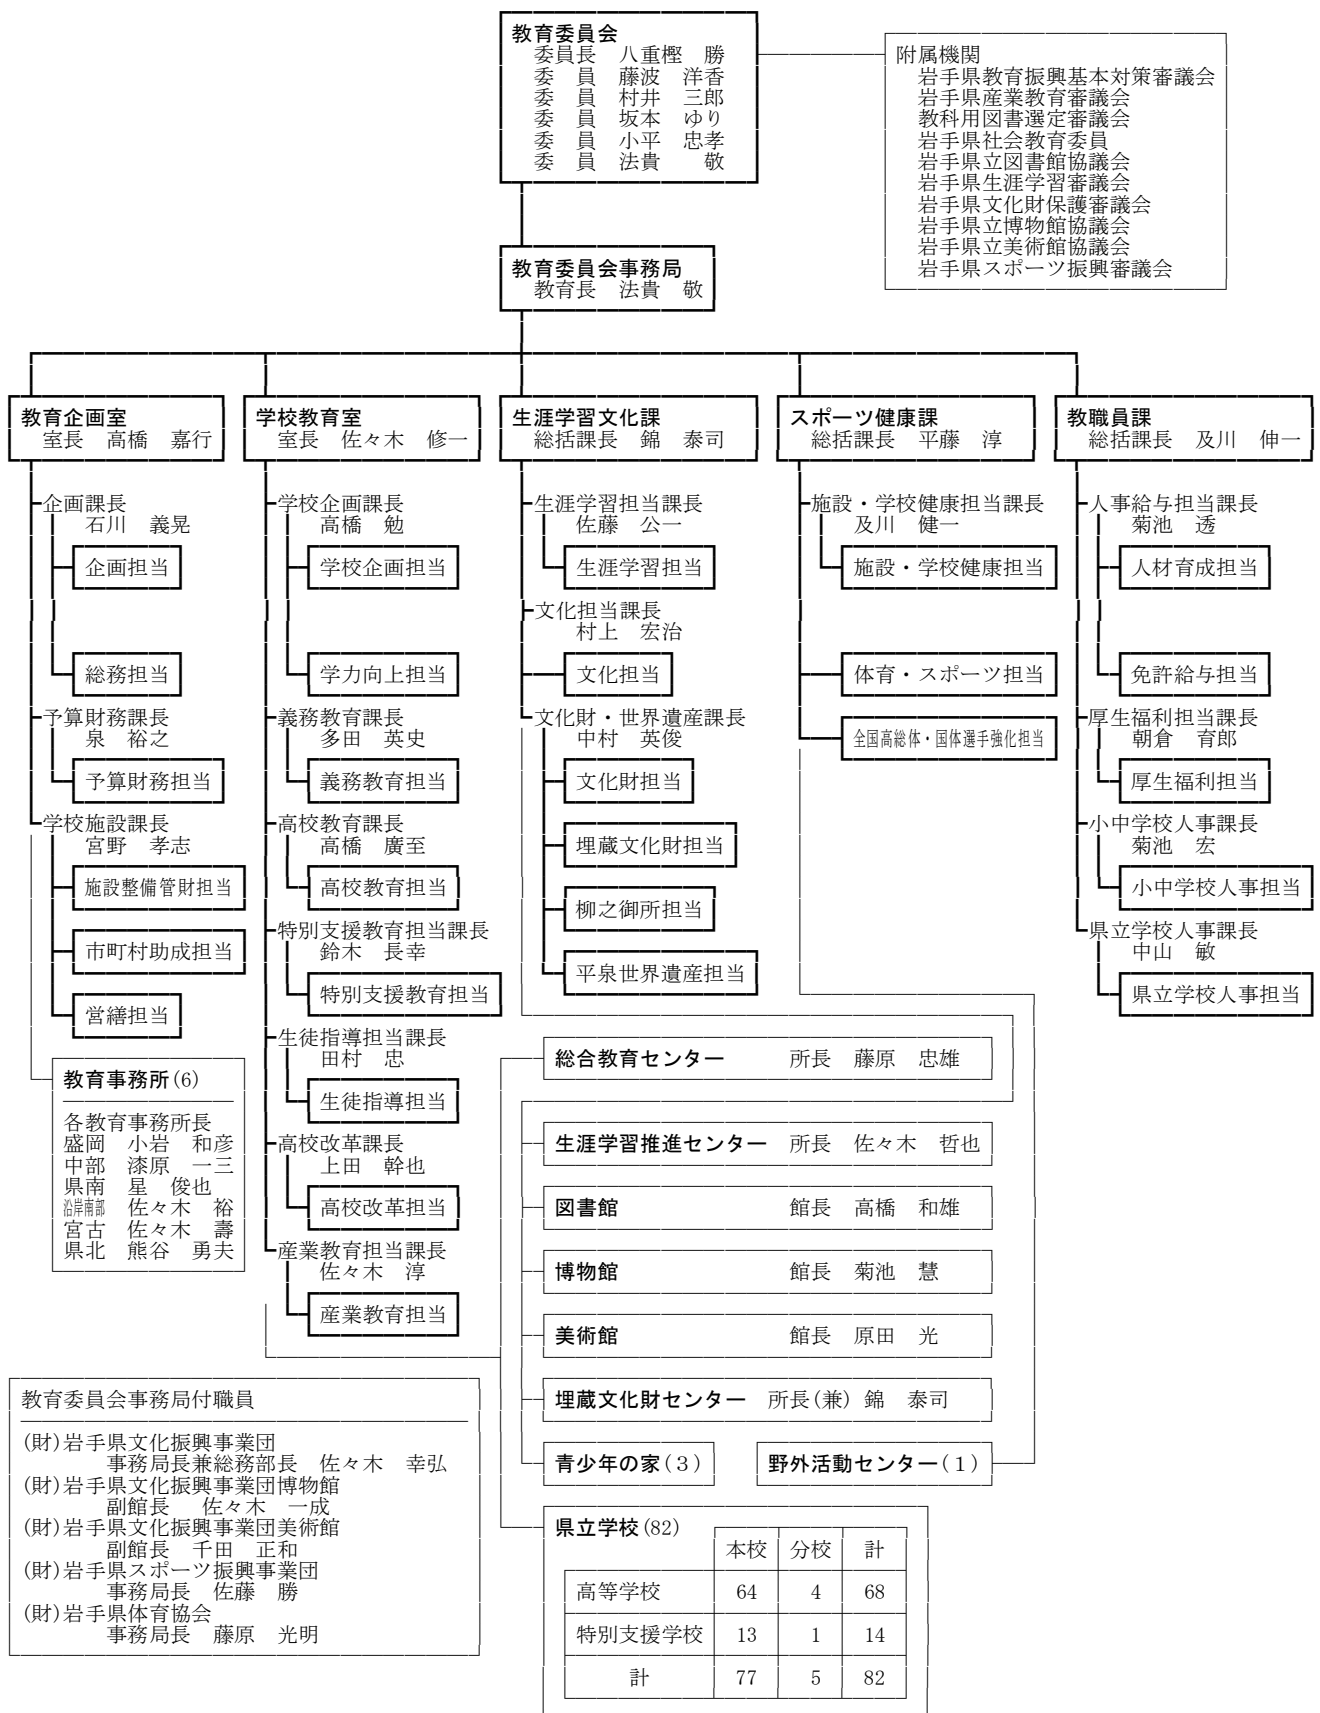 教育委員会
委員長　八重樫　勝
委　員　藤波　洋香
委　員　村井　三郎
委　員　坂本　ゆり
委　員　小平　忠孝
委　員　法貴　　敬
附属機関
岩手県教育振興基本対策審議会
岩手県産業教育審議会
教科用図書選定審議会
岩手県社会教育委員
岩手県立図書館協議会
岩手県生涯学習審議会
岩手県文化財保護審議会
岩手県立博物館協議会
岩手県立美術館協議会
岩手県スポーツ振興審議会
教育委員会事務局
教育長　法貴　敬
教育企画室
室長　高橋　嘉行
企画課長
石川　義晃
企画担当
総務担当
予算財務課長
泉　裕之
予算財務担当
学校施設課長
宮野　孝志
施設整備管財担当
市町村助成担当
営繕担当
教育事務所(6)
各教育事務所長
盛岡　小岩　和彦
中部　漆原　一三
県南　星　俊也
沿岸南部　佐々木　裕
宮古　佐々木　壽
県北　熊谷　勇夫
学校教育室
室長　佐々木　修一
学校企画課長
高橋　勉
学校企画担当
学力向上担当
義務教育課長
多田　英史
義務教育担当
高校教育課長
高橋　廣至
高校教育担当
特別支援教育担当課長
鈴木　長幸
特別支援教育担当
生徒指導担当課長
田村　忠
生徒指導担当
高校改革課長
上田　幹也
高校改革担当
産業教育担当課長
佐々木　淳
産業教育担当
生涯学習文化課
総括課長　錦　泰司
生涯学習担当課長
佐藤　公一
生涯学習担当
文化担当課長
村上　宏治
文化担当
文化財・世界遺産課長
中村　英俊
文化財担当
埋蔵文化財担当
柳之御所担当
平泉世界遺産担当
スポーツ健康課
総括課長　平藤　淳
施設・学校健康担当課長
及川　健一
施設・学校健康担当
体育・スポーツ担当
全国高総体・国体選手強化担当
教職員課
総括課長　及川　伸一
人事給与担当課長
菊池　透
人材育成担当
免許給与担当
厚生福利担当課長
朝倉　育郎
厚生福利担当
小中学校人事課長
菊池　宏
小中学校人事担当
県立学校人事課長
中山　敏
県立学校人事担当
総合教育センター　所長　藤原　忠雄
生涯学習推進センター　所長　佐々木　哲也
図書館　館長　高橋　和雄
博物館　館長　菊池　慧
美術館　館長　原田　光
埋蔵文化財センター　所長(兼)　錦　泰司
青少年の家(３)　野外活動センター(１)
県立学校(82)
本校　分校　計
高等学校　64　4　68
特別支援学校　13　1　14
計　77　5　82
教育委員会事務局付職員
(財)岩手県文化振興事業団
事務局長兼総務部長　佐々木　幸弘
(財)岩手県文化振興事業団博物館
副館長　佐々木　一成
(財)岩手県文化振興事業団美術館
副館長　千田　正和
(財)岩手県スポーツ振興事業団
事務局長　佐藤　勝
(財)岩手県体育協会
事務局長　藤原　光明